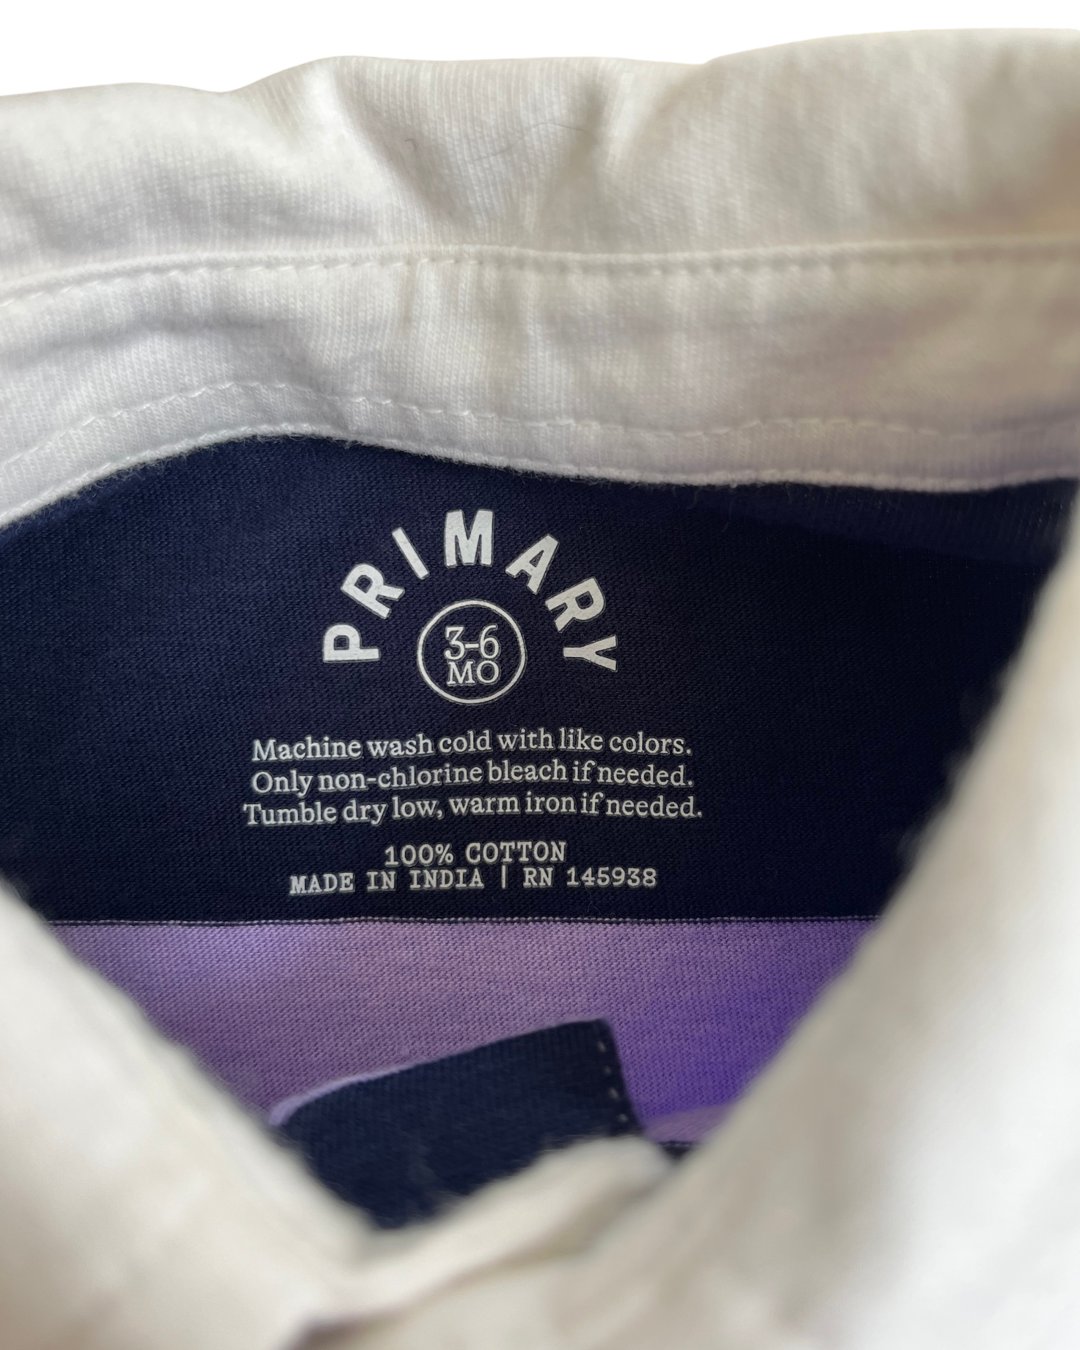 PRIMARY
3-6
MO
Machine wash cold with like colors.
Only non-chlorine bleach if needed.
Tumble dry low, warm iron if needed.
100% COTTON
MADE IN INDIA | RN 145938